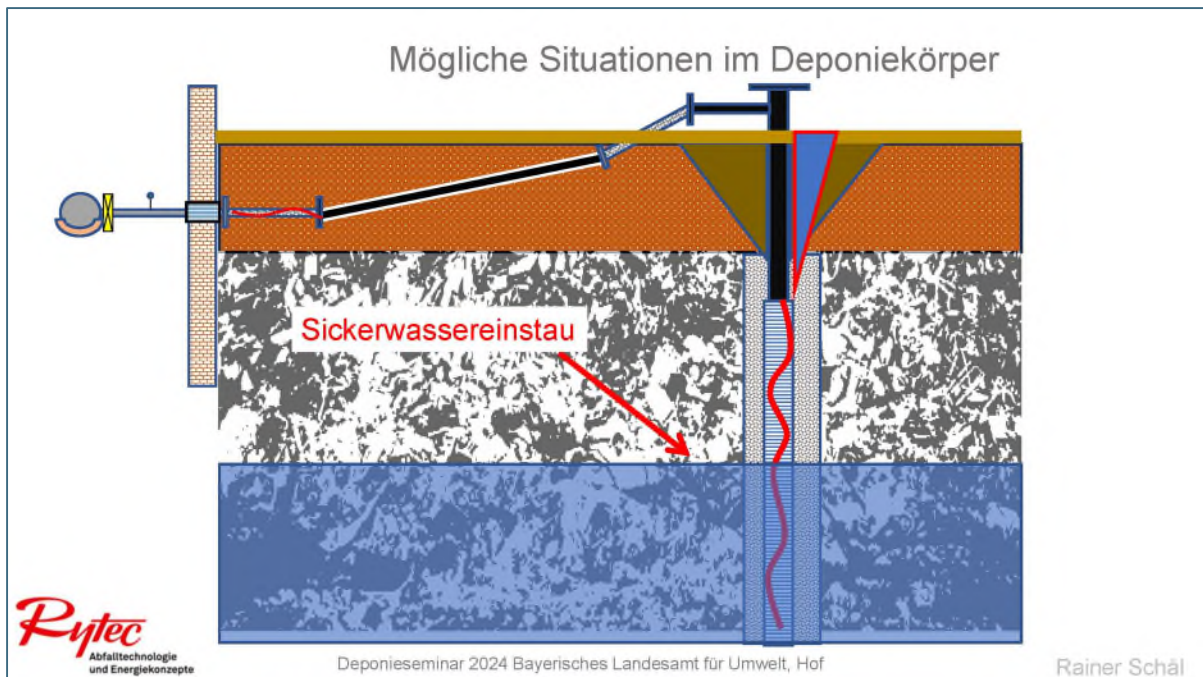 Mögliche Situationen im Deponiekörper
Sickerwassereinstau
Rytec
Abfalltechnologie
und Energiekonzepte
Deponieseminar 2024 Bayerisches Landesamt für Umwelt, Hof
Rainer Schäl